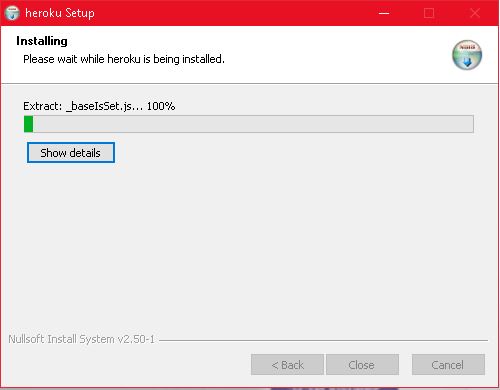 heroku Setup
Installing
Please wait while heroku is being installed.
Extract: _baseIsSet.js... 100%
Show details
Nullsoft Install System v2.50-1
< Back
Close
Cancel